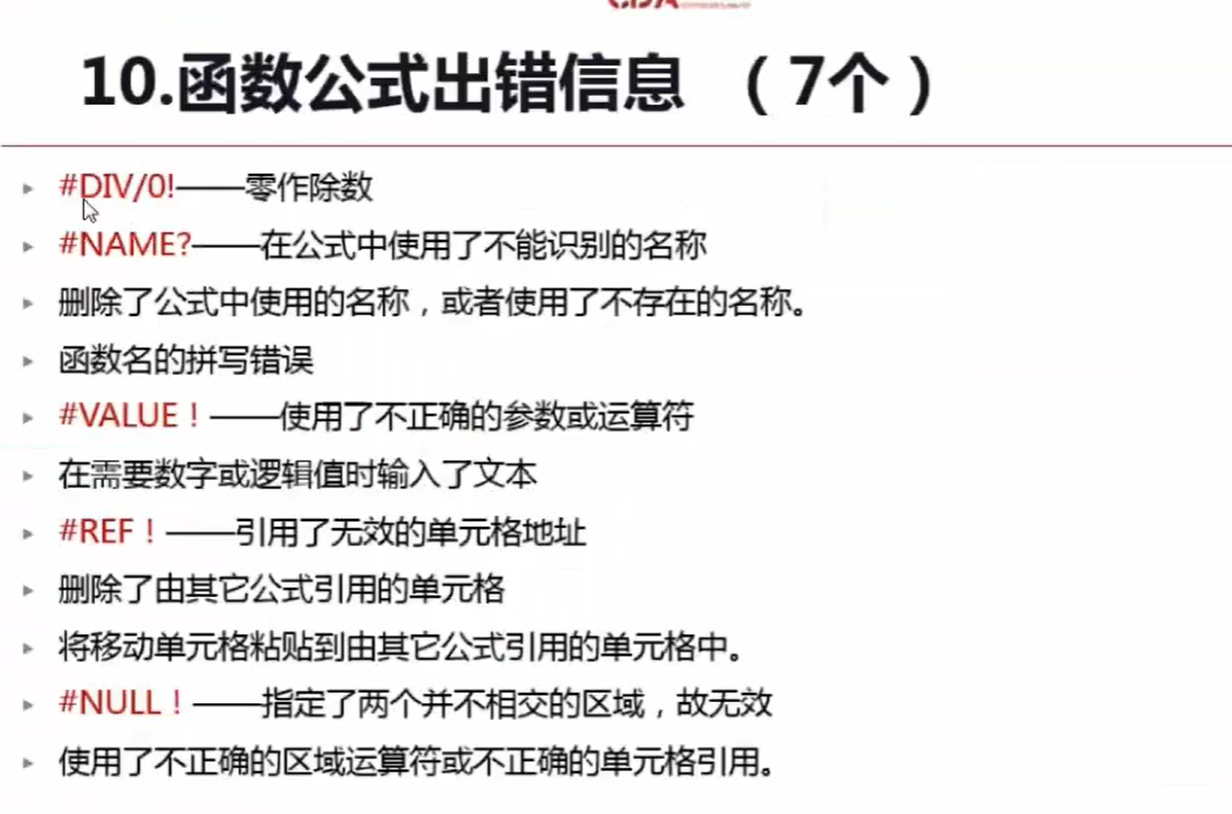 10.函数公式出错信息 （7个）
#DIV/0!——零作除数
#NAME?——在公式中使用了不能识别的名称
删除了公式中使用的名称，或者使用了不存在的名称。
函数名的拼写错误
#VALUE！——使用了不正确的参数或运算符
在需要数字或逻辑值时输入了文本
#REF！——引用了无效的单元格地址
删除了由其它公式引用的单元格
将移动单元格粘贴到由其它公式引用的单元格中。
#NULL！——指定了两个并不相交的区域，故无效
使用了不正确的区域运算符或不正确的单元格引用。